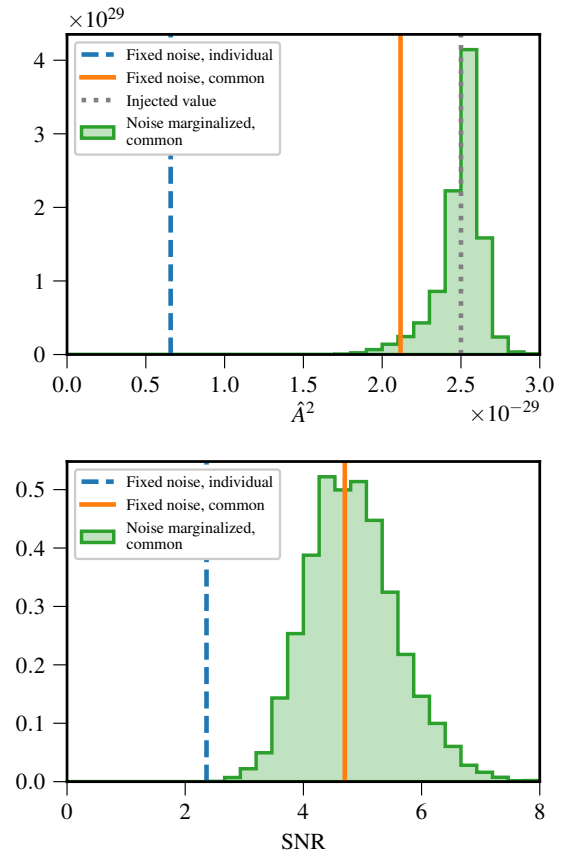 ×10²⁹
4
3
2
1
0
Fixed noise, individual
Fixed noise, common
Injected value
Noise marginalized,
common
0.0 0.5 1.0 1.5 2.0 2.5 3.0
Â² ×10⁻²⁹
0.5
0.4
0.3
0.2
0.1
0.0
Fixed noise, individual
Fixed noise, common
Noise marginalized,
common
0 2 4 6 8
SNR